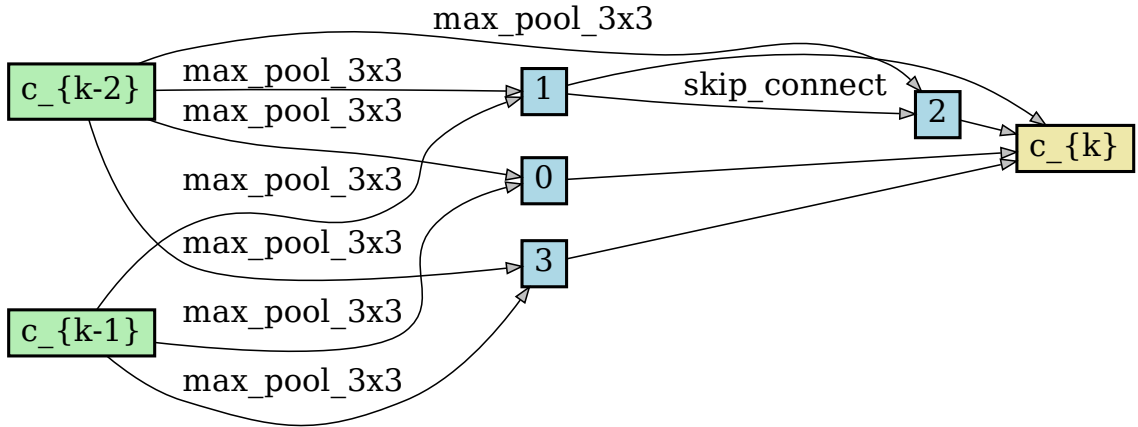 max_pool_3x3
max_pool_3x3
skip_connect
c_{k-2}
1
max_pool_3x3
2
c_{k}
max_pool_3x3
0
max_pool_3x3
3
max_pool_3x3
c_{k-1}
max_pool_3x3